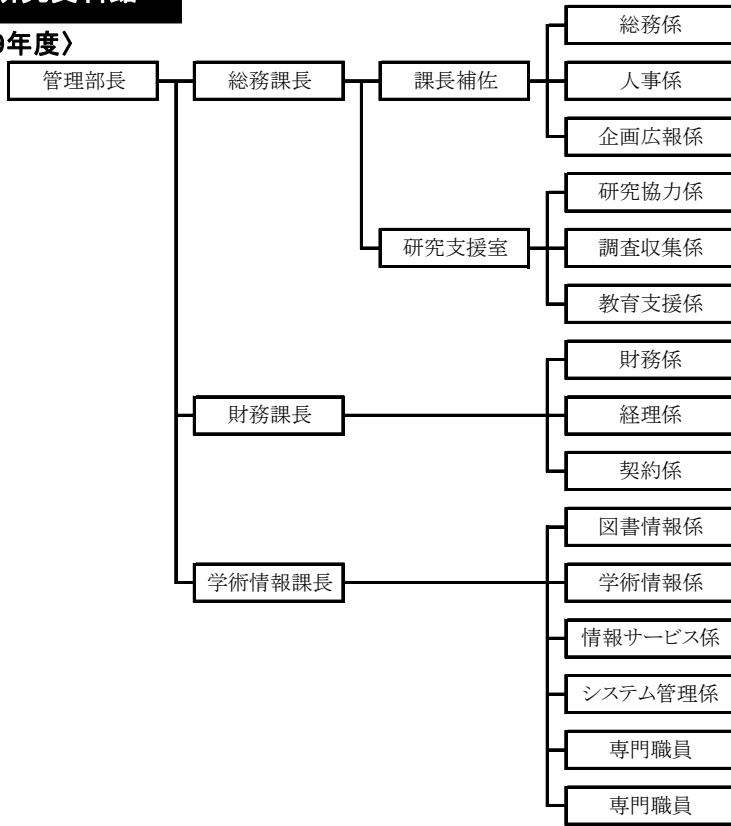 9年度〉
管理部長
総務課長
課長補佐
総務係
人事係
企画広報係
研究支援室
研究協力係
調査収集係
教育支援係
財務課長
財務係
経理係
契約係
学術情報課長
図書情報係
学術情報係
情報サービス係
システム管理係
専門職員
専門職員